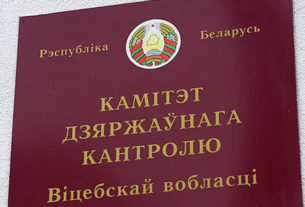 Рэспубліка Беларусь
КАМІТЭТ
ДЗЯРЖАЎНАГА
КАНТРОЛЮ
Віцебскай вобласці